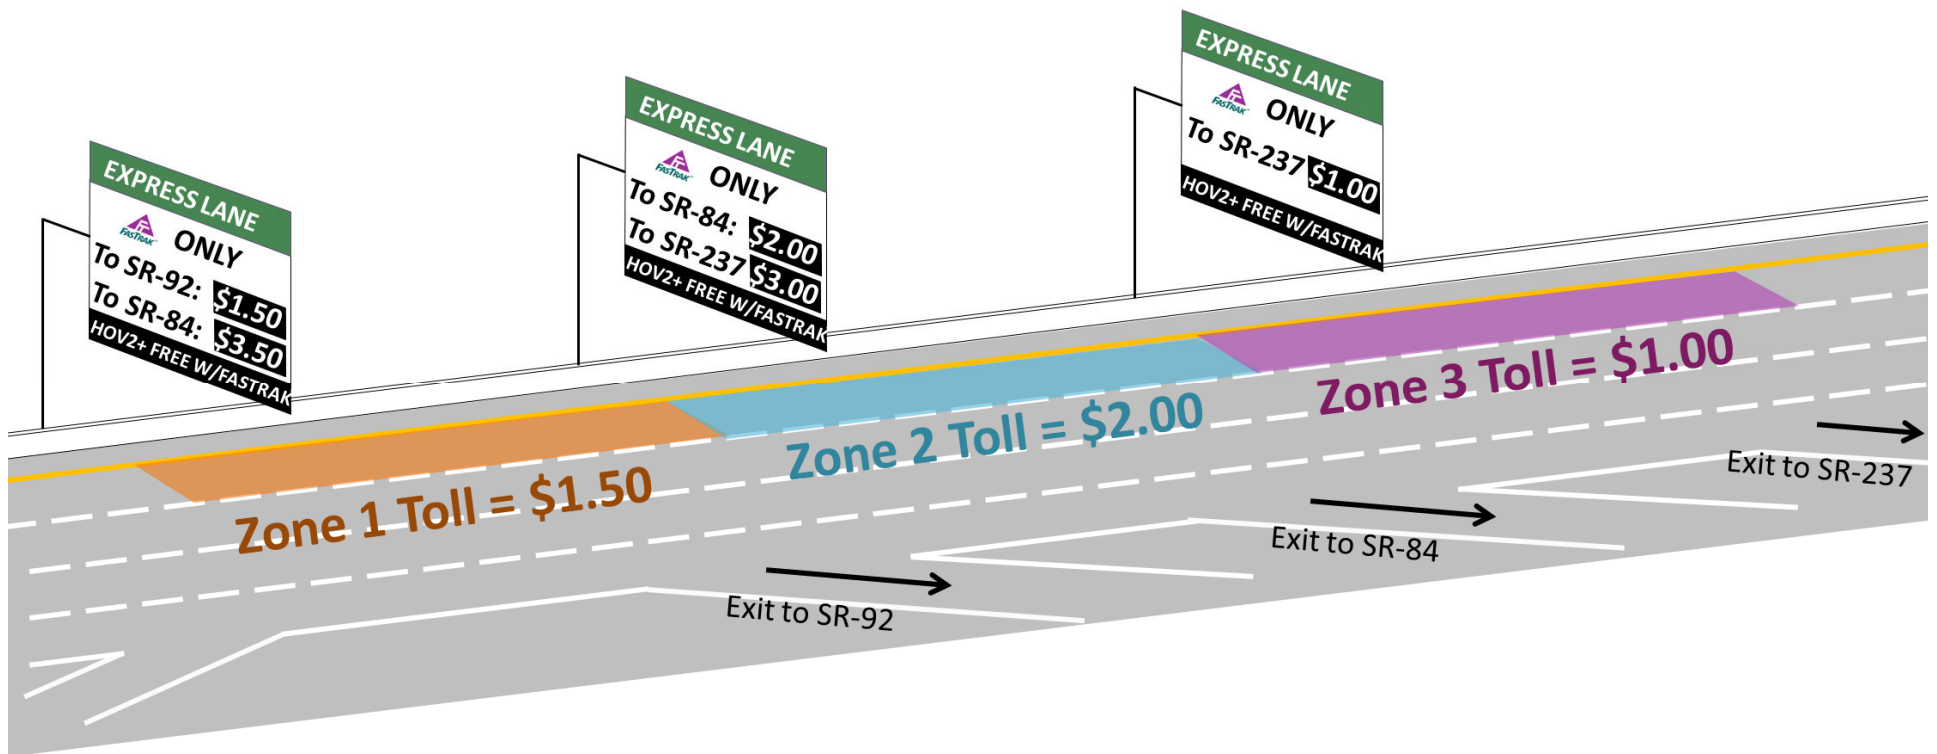 EXPRESS LANE
FASTRAK
ONLY
To SR-92: $1.50
To SR-84: $3.50
HOV2+ FREE W/FASTRAK
EXPRESS LANE
FASTRAK
ONLY
To SR-84: $2.00
To SR-237 $3.00
HOV2+ FREE W/FASTRAK
EXPRESS LANE
FASTRAK
ONLY
To SR-237 $1.00
HOV2+ FREE W/FASTRAK
Zone 1 Toll = $1.50
Zone 2 Toll = $2.00
Zone 3 Toll = $1.00
Exit to SR-92
Exit to SR-84
Exit to SR-237